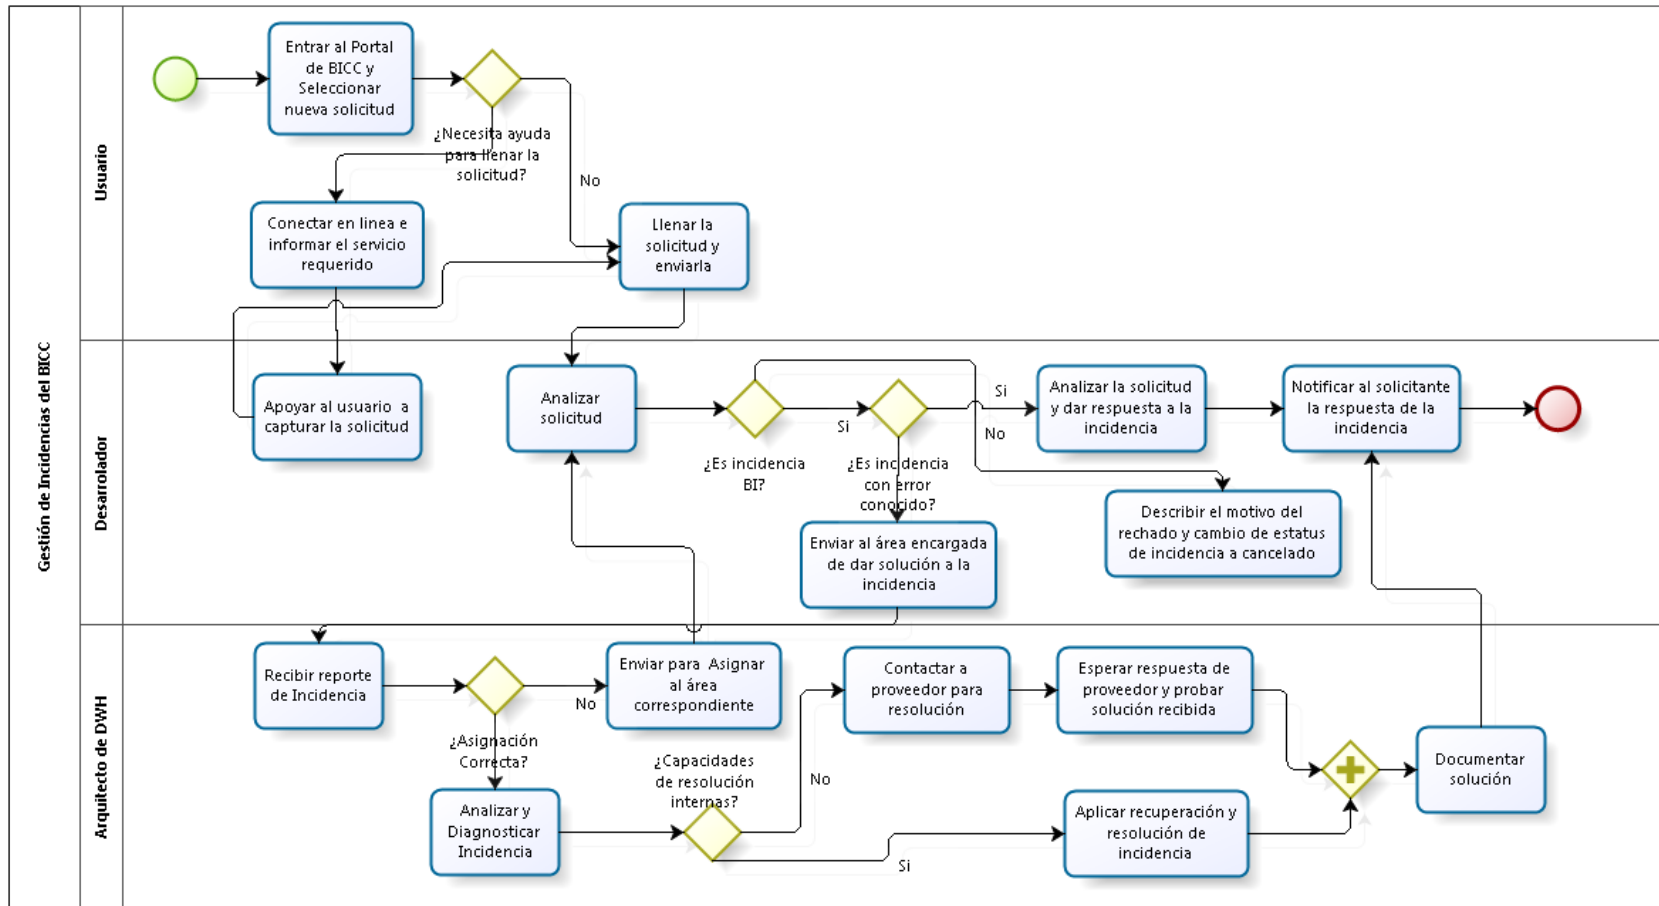 Gestión de Incidencias del BICC
Usuario
Entrar al Portal
de BICC y
Seleccionar
nueva solicitud
¿Necesita ayuda
para llenar la
solicitud?
No
Conectar en linea e
informar el servicio
requerido
Llenar la
solicitud y
enviarla
Desarrolador
Apoyar al usuario a
capturar la solicitud
Analizar
solicitud
¿Es incidencia
BI?
Si
¿Es incidencia
con error
conocido?
Si
No
Analizar la solicitud
y dar respuesta a la
incidencia
Notificar al solicitante
la respuesta de la
incidencia
Describir el motivo del
rechado y cambio de estatus
de incidencia a cancelado
Enviar al área encargada
de dar solución a la
incidencia
Arquitecto de DWH
Recibir reporte
de Incidencia
¿Asignación
Correcta?
No
Enviar para Asignar
al área
correspondiente
Analizar y
Diagnosticar
Incidencia
¿Capacidades
de resolución
internas?
No
Si
Contactar a
proveedor para
resolución
Esperar respuesta de
proveedor y probar
solución recibida
Aplicar recuperación y
resolución de
incidencia
Documentar
solución